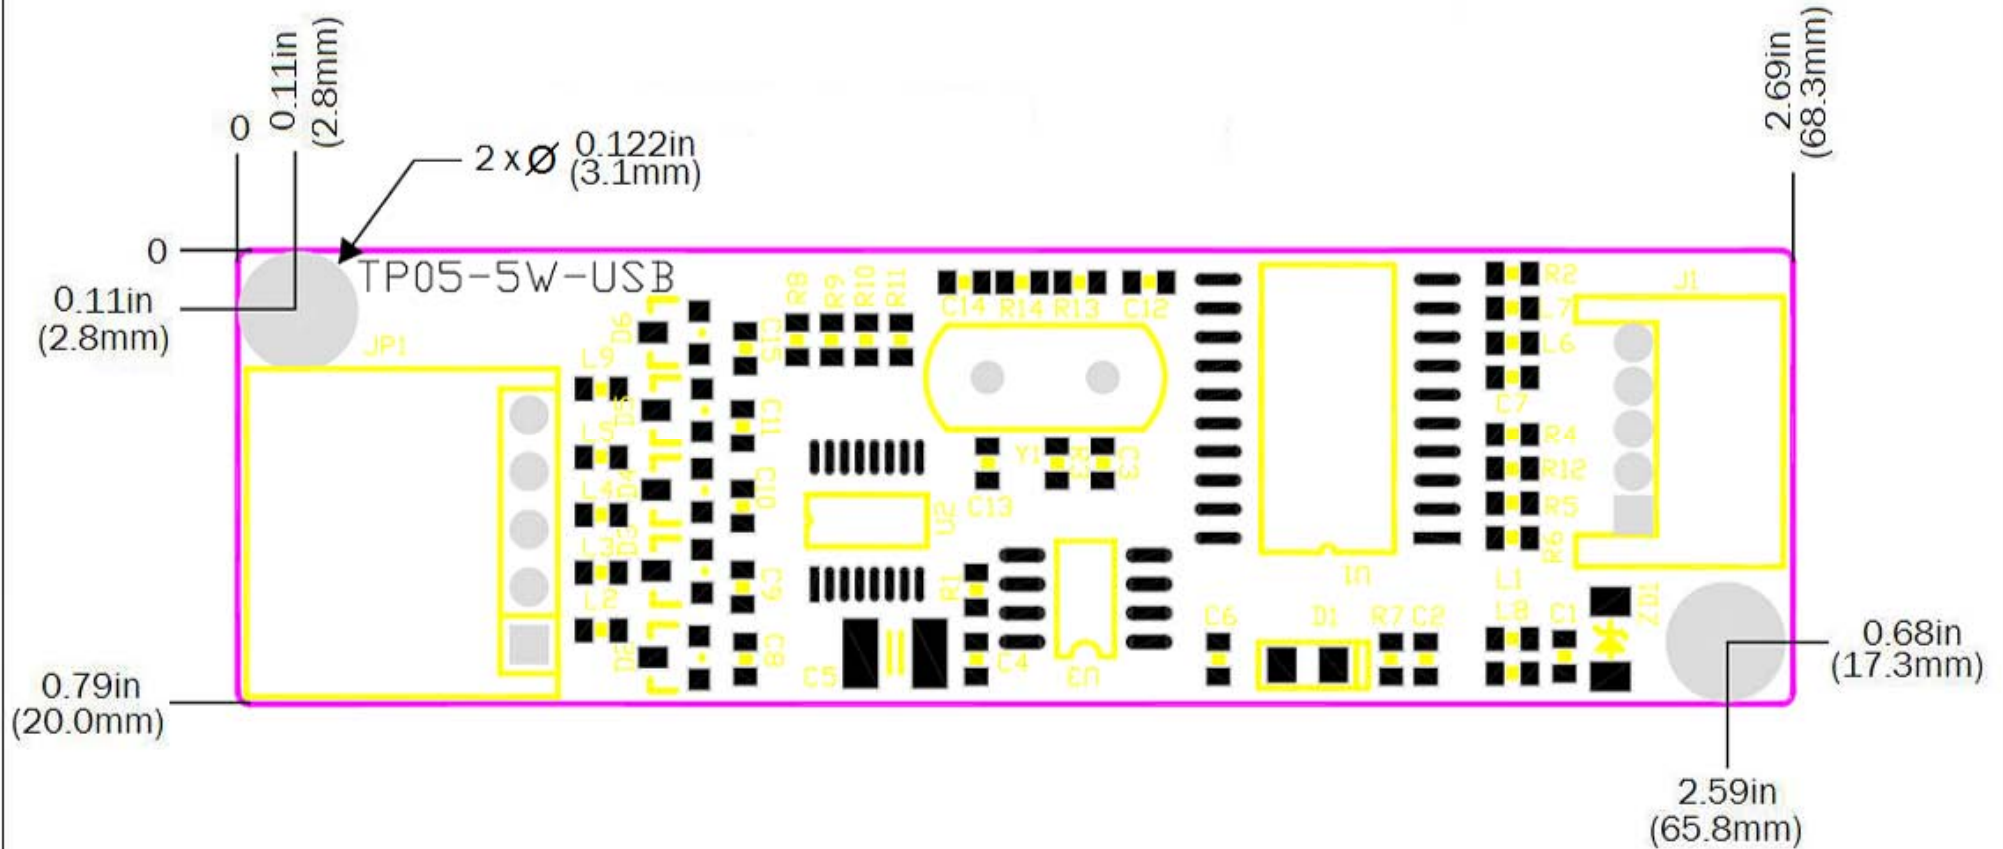 0
0.11in
(2.8mm)
2.69in
(68.3mm)
2 x Ø 0.122in
(3.1mm)
0
0.11in
(2.8mm)
TP05-5W-USB
JP1
J1
R8
R9
R10
R11
C14
R14
R13
C12
R2
L7
L6
C7
R4
R12
R5
R6
L1
L8
D6
C15
L9
D5
C11
L5
D4
C10
L4
D3
C9
L3
L2
D2
C8
Y1
C3
C13
U2
R1
U1
U3
C5
C4
C6
D1
R7
C2
C1
ZD1
0.79in
(20.0mm)
0.68in
(17.3mm)
2.59in
(65.8mm)